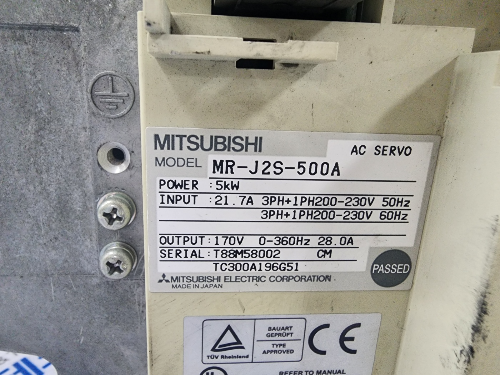 MITSUBISHI
AC SERVO
MODEL MR-J2S-500A
POWER : 5kW
INPUT : 21.7A 3PH+1PH200-230V 50Hz
3PH+1PH200-230V 60Hz
OUTPUT: 170V 0-360Hz 28.0A
SERIAL: T88M58002 CM
TC300A196G51
MITSUBISHI ELECTRIC CORPORATION
MADE IN JAPAN
PASSED
TÜV Rheinland
BAUART
GEPRÜFT
TYPE
APPROVED
CE
UL
REFER TO MANUAL